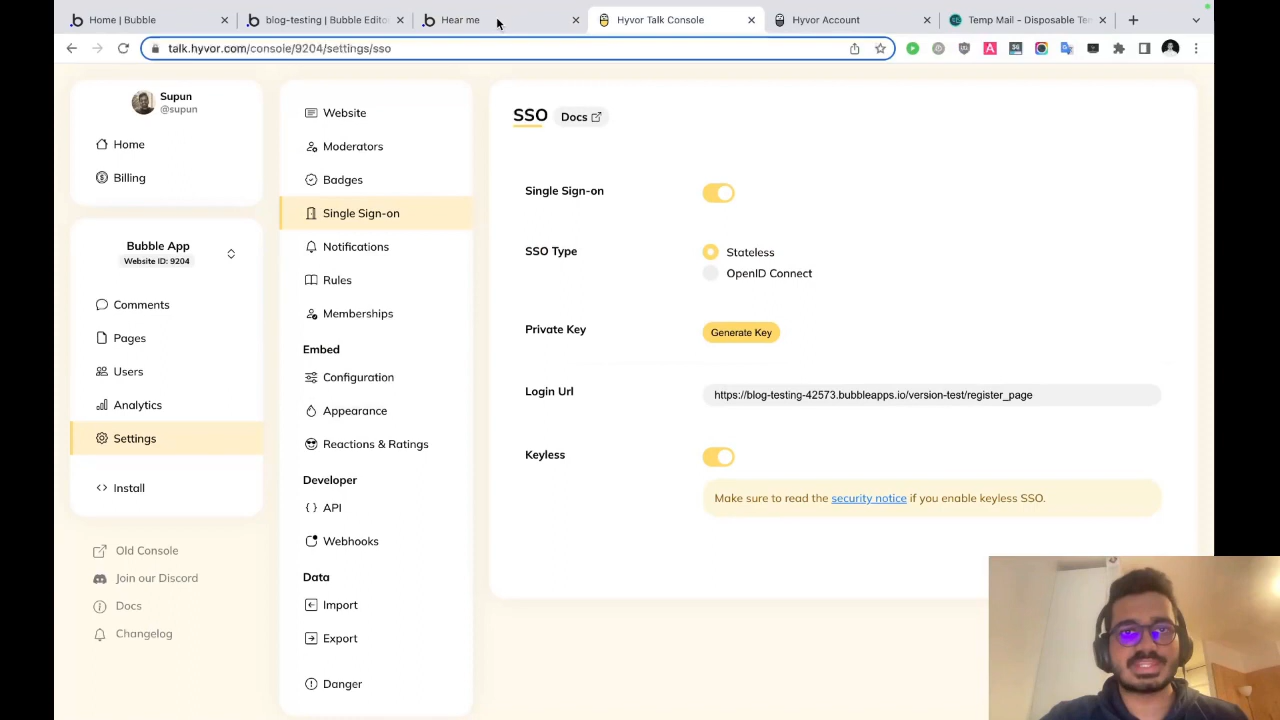 Home | Bubble
blog-testing | Bubble Edito
Hear me
Hyvor Talk Console
Hyvor Account
Temp Mail - Disposable Te
talk.hyvor.com/console/9204/settings/sso
Supun
@supun
Home
Billing
Bubble App
Website ID: 9204
Comments
Pages
Users
Analytics
Settings
Install
Old Console
Join our Discord
Docs
Changelog
Website
Moderators
Badges
Single Sign-on
Notifications
Rules
Memberships
Embed
Configuration
Appearance
Reactions & Ratings
Developer
API
Webhooks
Data
Import
Export
Danger
SSO
Docs
Single Sign-on
SSO Type
Stateless
OpenID Connect
Private Key
Generate Key
Login Url
https://blog-testing-42573.bubbleapps.io/version-test/register_page
Keyless
Make sure to read the security notice if you enable keyless SSO.